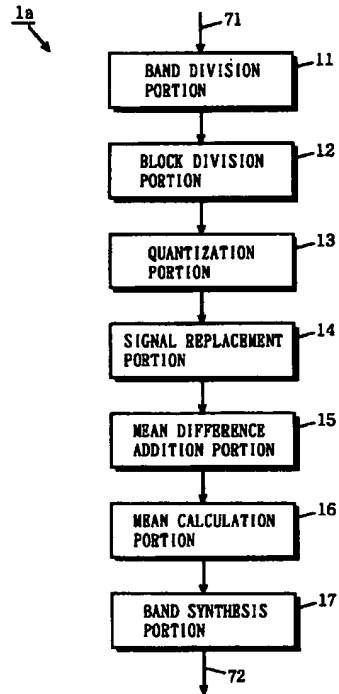 1a
71
BAND DIVISION
PORTION
11
BLOCK DIVISION
PORTION
12
QUANTIZATION
PORTION
13
SIGNAL REPLACEMENT
PORTION
14
MEAN DIFFERENCE
ADDITION PORTION
15
MEAN CALCULATION
PORTION
16
BAND SYNTHESIS
PORTION
17
72